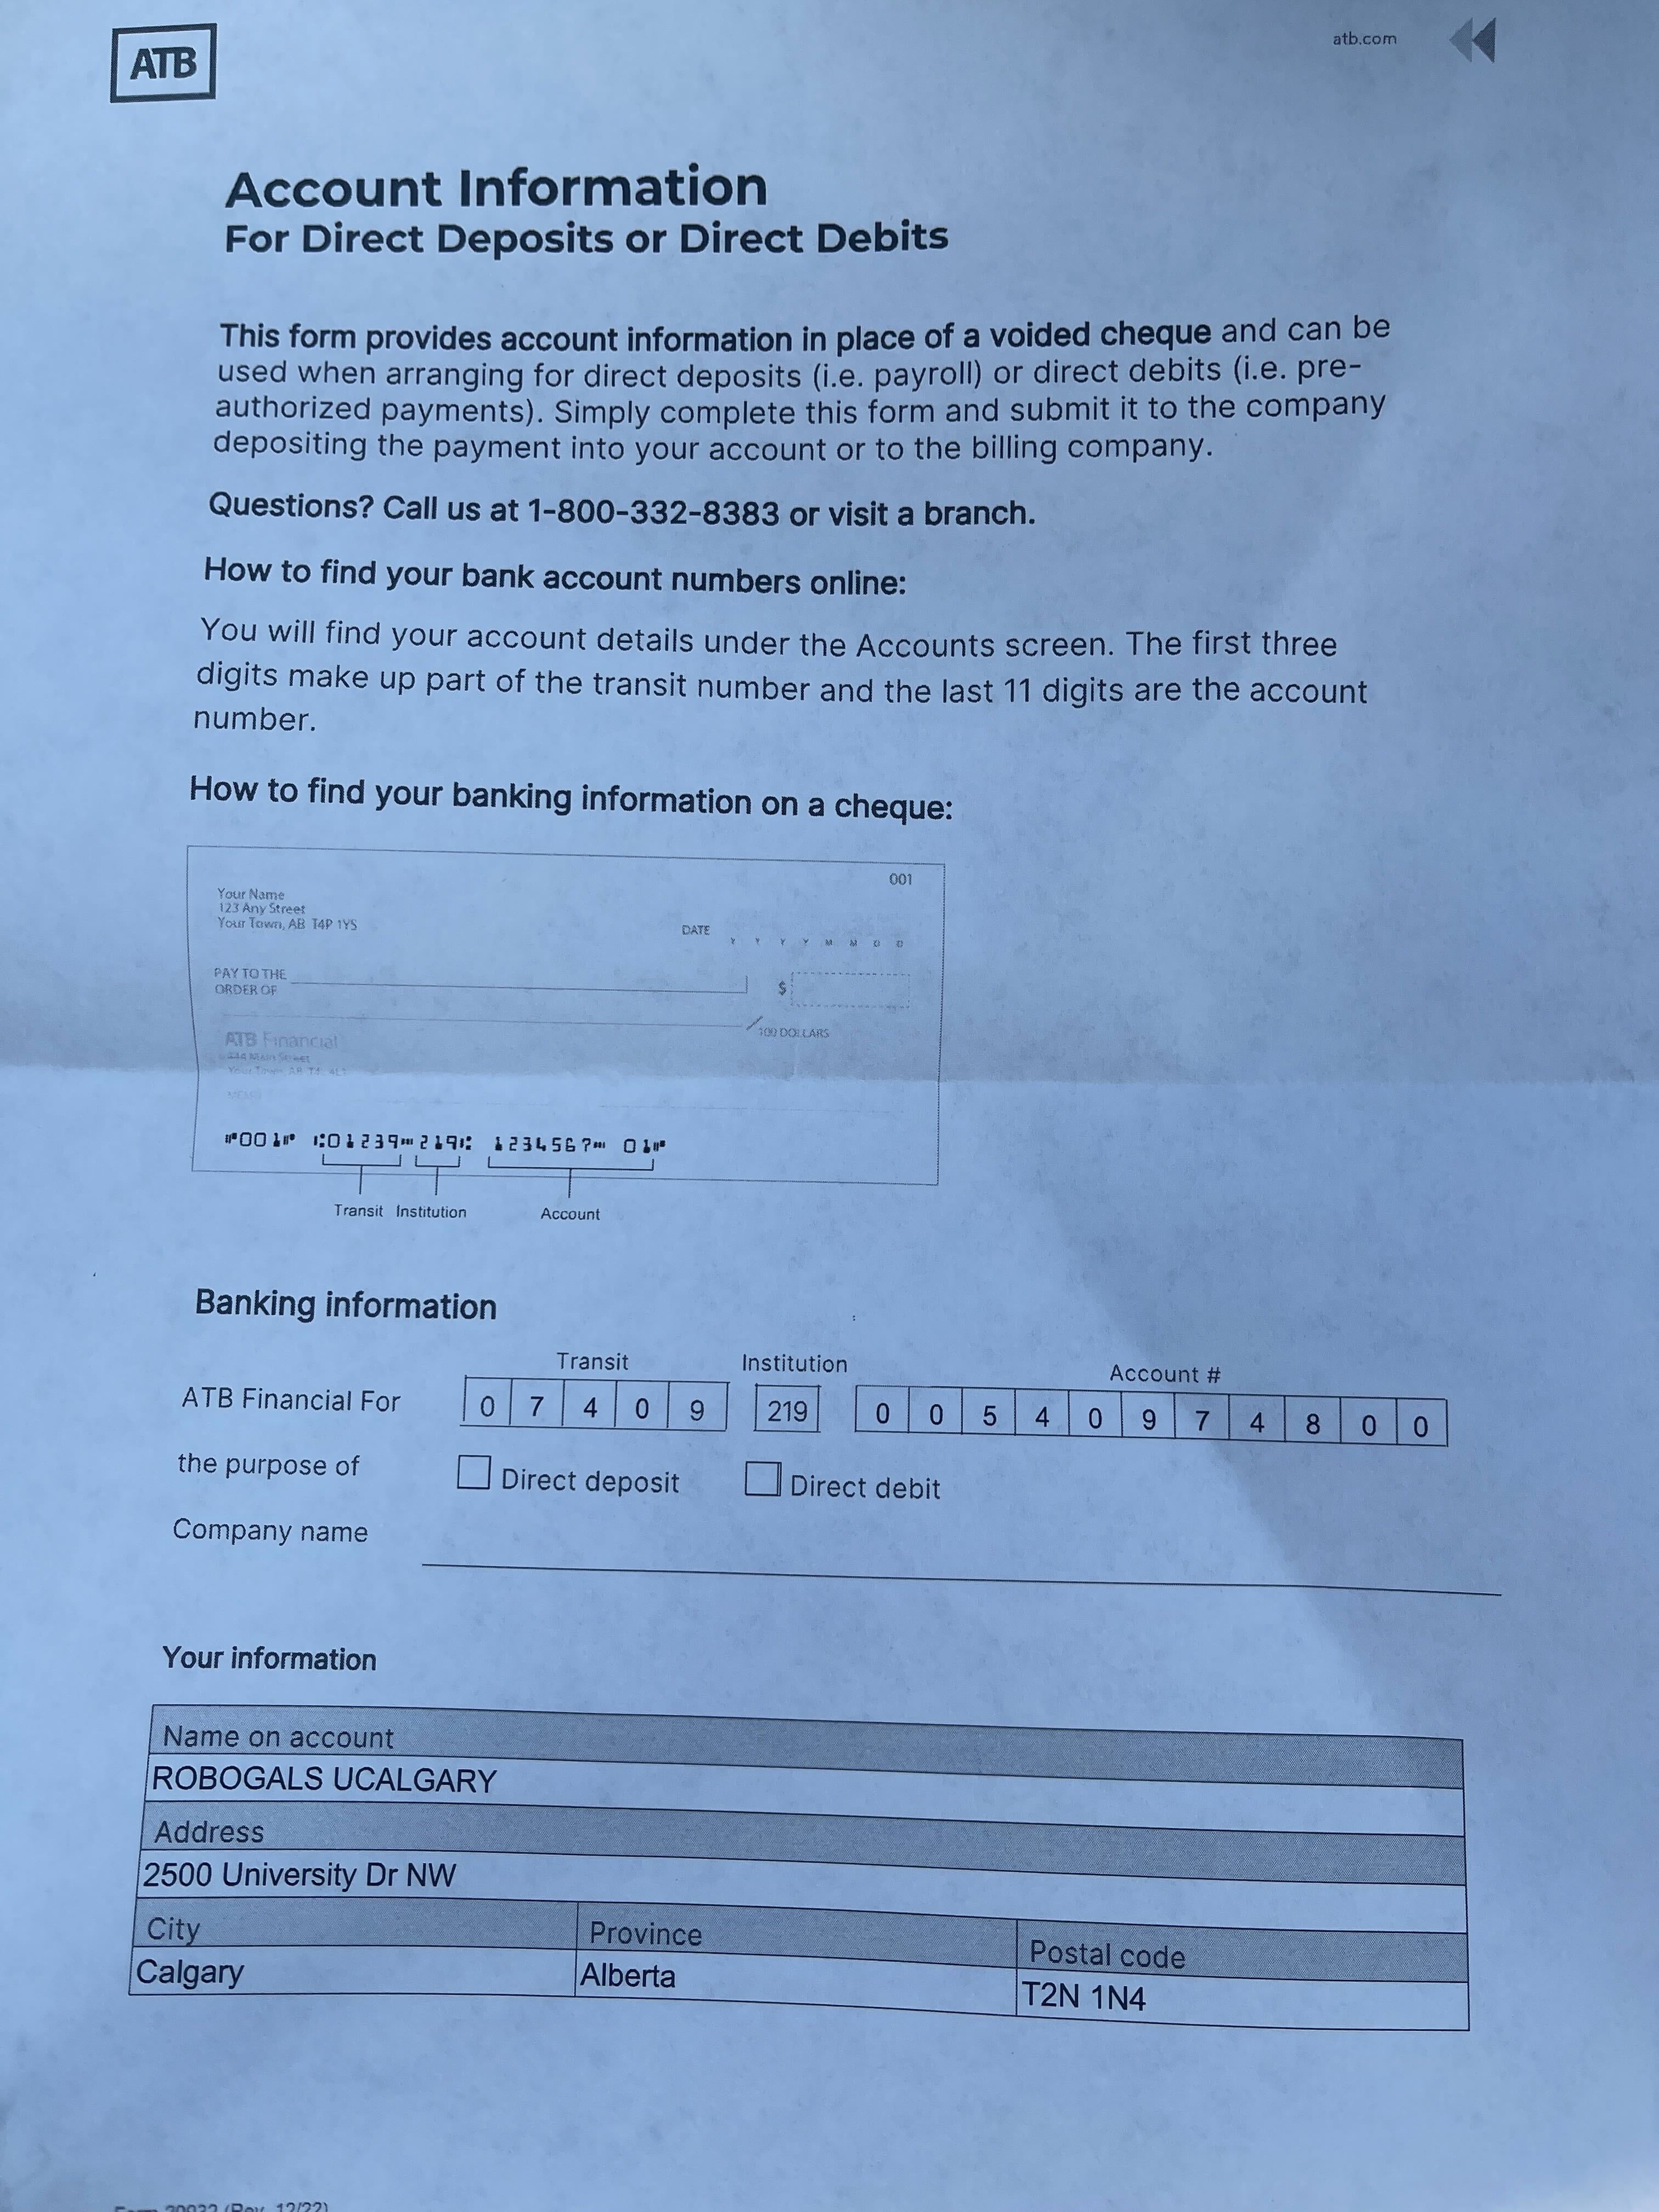 ATB
atb.com
Account Information
For Direct Deposits or Direct Debits
This form provides account information in place of a voided cheque and can be
used when arranging for direct deposits (i.e. payroll) or direct debits (i.e. pre-
authorized payments). Simply complete this form and submit it to the company
depositing the payment into your account or to the billing company.
Questions? Call us at 1-800-332-8383 or visit a branch.
How to find your bank account numbers online:
You will find your account details under the Accounts screen. The first three
digits make up part of the transit number and the last 11 digits are the account
number.
How to find your banking information on a cheque:
001
Your Name
123 Any Street
Your Town, AB T4P 1YS
DATE
Y Y Y Y M M D D
PAY TO THE
ORDER OF
$
/100 DOLLARS
ATB Financial
Main Street
⑈001⑈ ⑆01239⑉219⑆ 1234567⑉ 01⑈
Transit Institution Account
Banking information
Transit Institution Account #
ATB Financial For 0 7 4 0 9 219 0 0 5 4 0 9 7 4 8 0 0
the purpose of Direct deposit Direct debit
Company name
Your information
Name on account
ROBOGALS UCALGARY
Address
2500 University Dr NW
City Province Postal code
Calgary Alberta T2N 1N4
(Rev. 12/22)